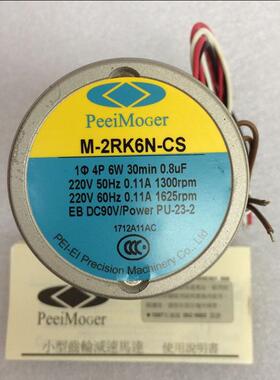 PeeiMoger
M-2RK6N-CS
1Φ 4P 6W 30min 0.8uF
220V 50Hz 0.11A 1300rpm
220V 60Hz 0.11A 1625rpm
EB DC90V/Power PU-23-2
1712A11AC
PEI-EI Precision Machinery Co., Ltd
CCC
PeeiMoger
小型齒輪減速馬達
使用說明書